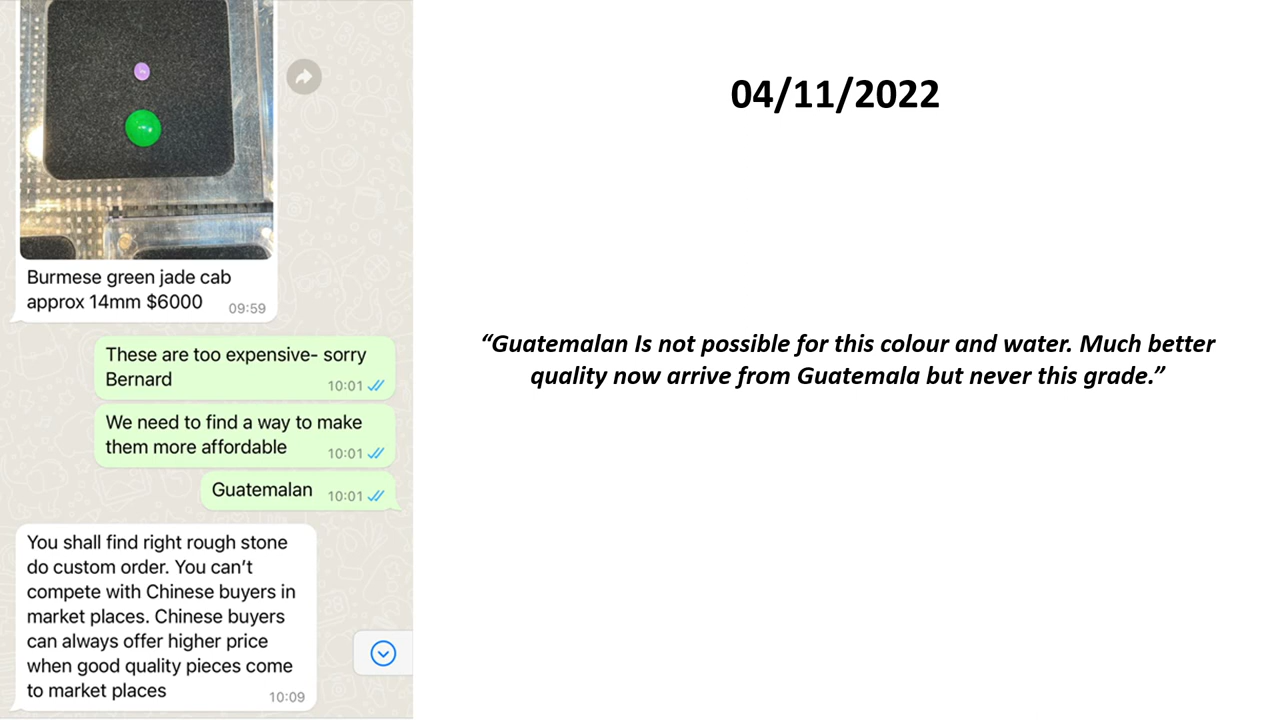 Burmese green jade cab
approx 14mm $6000
09:59
These are too expensive- sorry
Bernard
10:01
We need to find a way to make
them more affordable
10:01
Guatemalan
10:01
You shall find right rough stone
do custom order. You can’t
compete with Chinese buyers in
market places. Chinese buyers
can always offer higher price
when good quality pieces come
to market places
10:09
04/11/2022
“Guatemalan Is not possible for this colour and water. Much better
quality now arrive from Guatemala but never this grade.”